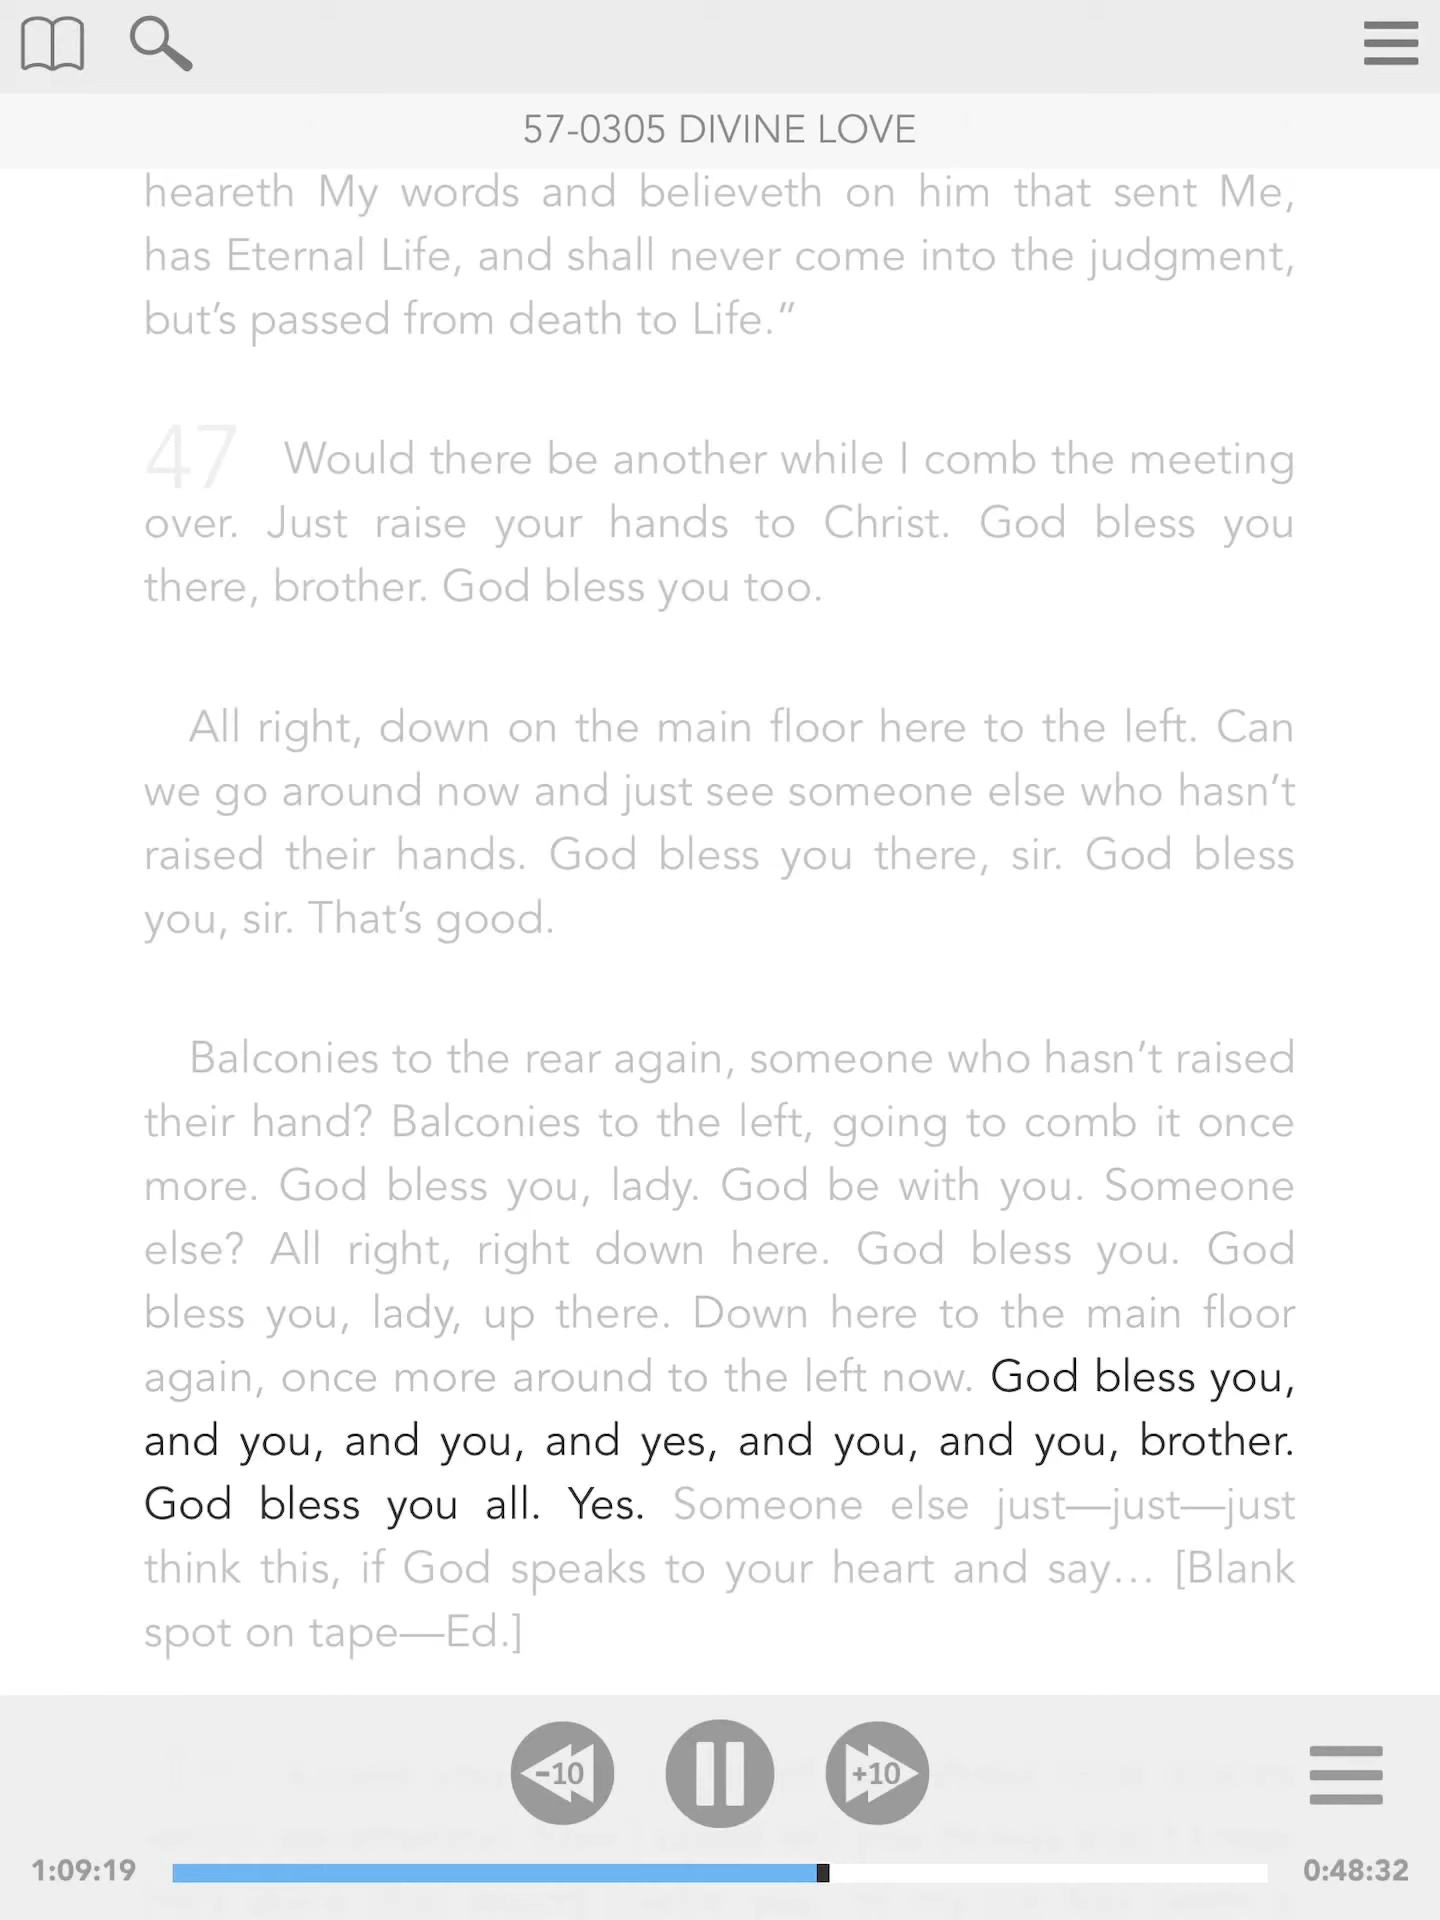 57-0305 DIVINE LOVE
heareth My words and believeth on him that sent Me,
has Eternal Life, and shall never come into the judgment,
but’s passed from death to Life.”
47 Would there be another while I comb the meeting
over. Just raise your hands to Christ. God bless you
there, brother. God bless you too.
All right, down on the main floor here to the left. Can
we go around now and just see someone else who hasn’t
raised their hands. God bless you there, sir. God bless
you, sir. That’s good.
Balconies to the rear again, someone who hasn’t raised
their hand? Balconies to the left, going to comb it once
more. God bless you, lady. God be with you. Someone
else? All right, right down here. God bless you. God
bless you, lady, up there. Down here to the main floor
again, once more around to the left now. God bless you,
and you, and you, and yes, and you, and you, brother.
God bless you all. Yes. Someone else just—just—just
think this, if God speaks to your heart and say… [Blank
spot on tape—Ed.]
-10 +10
1:09:19 0:48:32